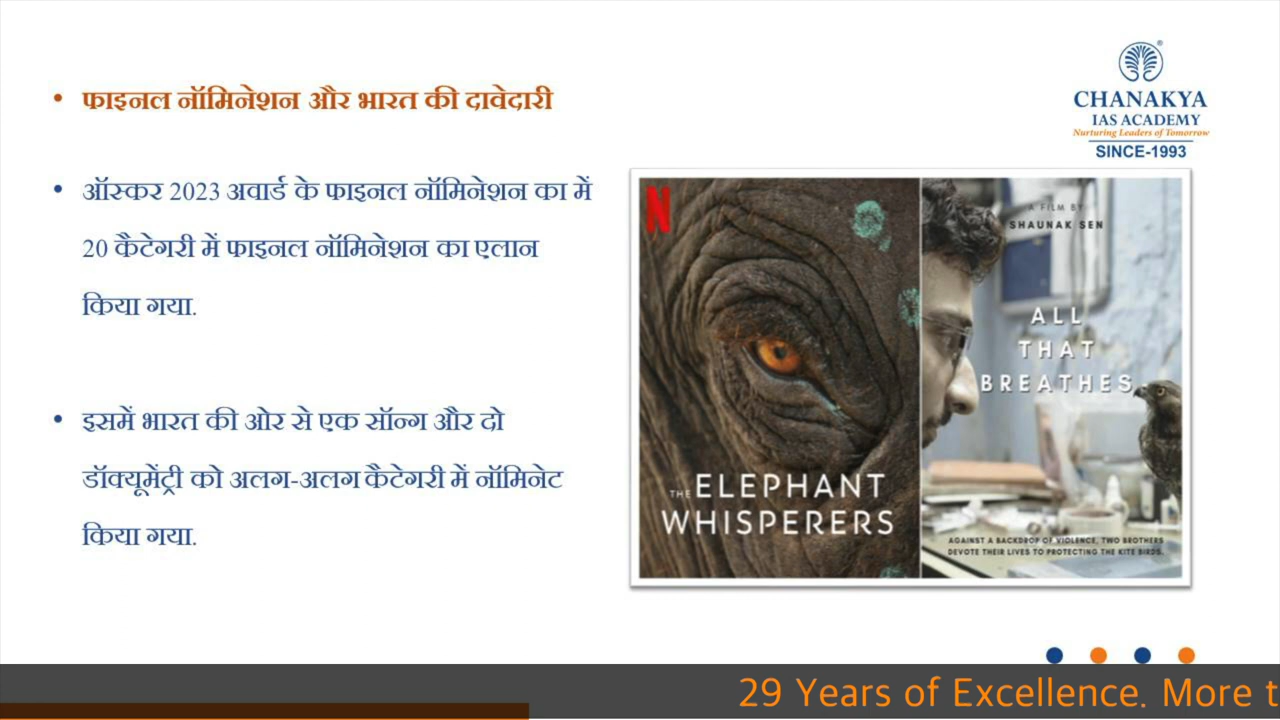 • फाइनल नॉमिनेशन और भारत की दावेदारी
• ऑस्कर 2023 अवार्ड के फाइनल नॉमिनेशन का में
20 कैटेगरी में फाइनल नॉमिनेशन का एलान
किया गया.
• इसमें भारत की ओर से एक सॉन्ग और दो
डॉक्यूमेंट्री को अलग-अलग कैटेगरी में नॉमिनेट
किया गया.
CHANAKYA
IAS ACADEMY
Nurturing Leaders of Tomorrow
SINCE-1993
N
THE ELEPHANT
WHISPERERS
A FILM BY
SHAUNAK SEN
ALL
THAT
BREATHES
AGAINST A BACKDROP OF VIOLENCE, TWO BROTHERS
DEVOTE THEIR LIVES TO PROTECTING THE KITE BIRDS.
29 Years of Excellence. More t